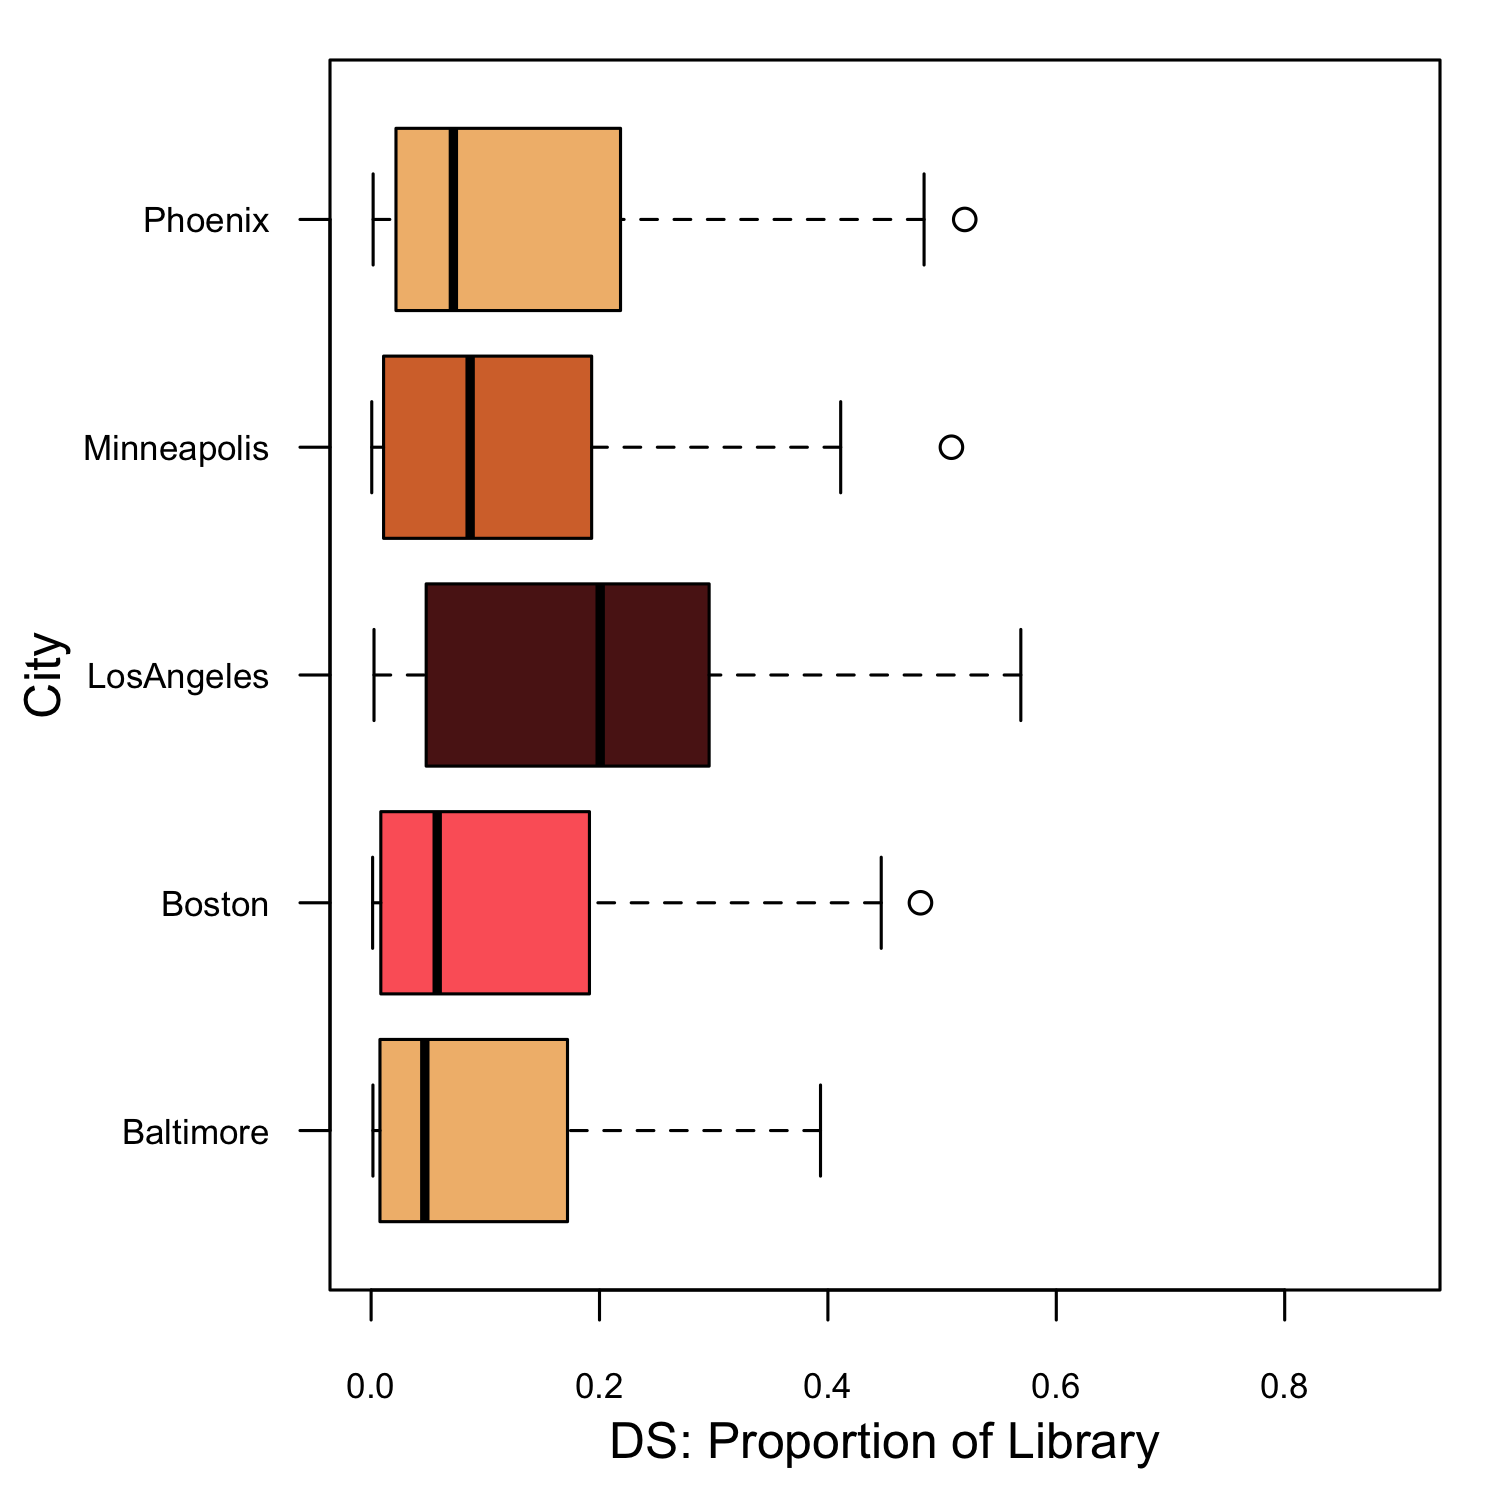 Phoenix
Minneapolis
LosAngeles
Boston
Baltimore
City
0.0 0.2 0.4 0.6 0.8
DS: Proportion of Library